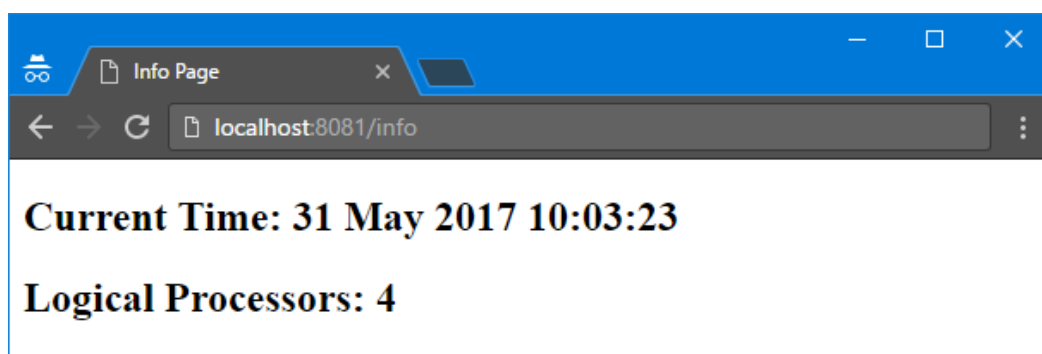 Info Page
localhost:8081/info
Current Time: 31 May 2017 10:03:23
Logical Processors: 4